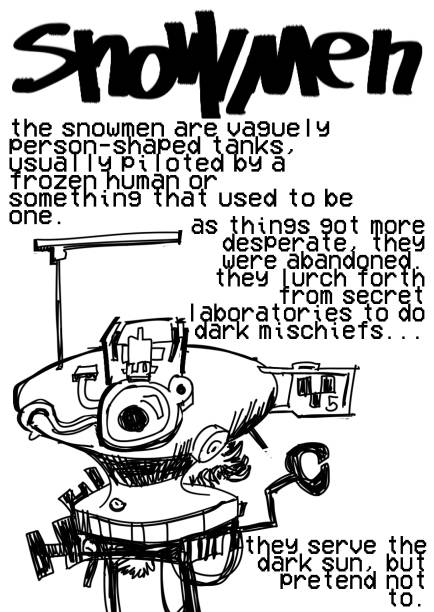 snowmen
the snowmen are vaguely
person-shaped tanks,
usually piloted by a
frozen human or
something that used to be
one.
as things got more
desperate, they
were abandoned.
they lurch forth
from secret
laboratories to do
dark mischiefs...
5
they serve the
dark sun, but
pretend not
to.